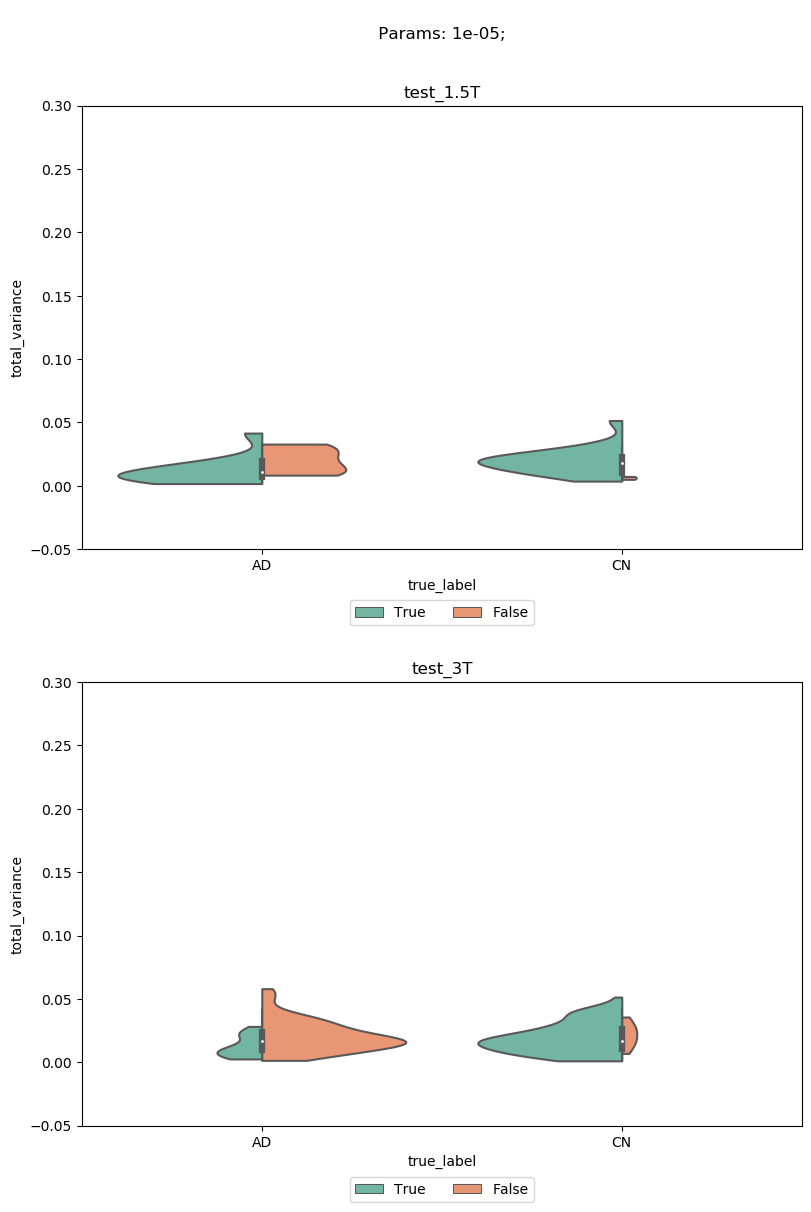 Params: 1e-05;
test_1.5T
0.30
0.25
0.20
0.15
0.10
0.05
0.00
−0.05
total_variance
AD CN
true_label
True False
test_3T
0.30
0.25
0.20
0.15
0.10
0.05
0.00
−0.05
total_variance
AD CN
true_label
True False